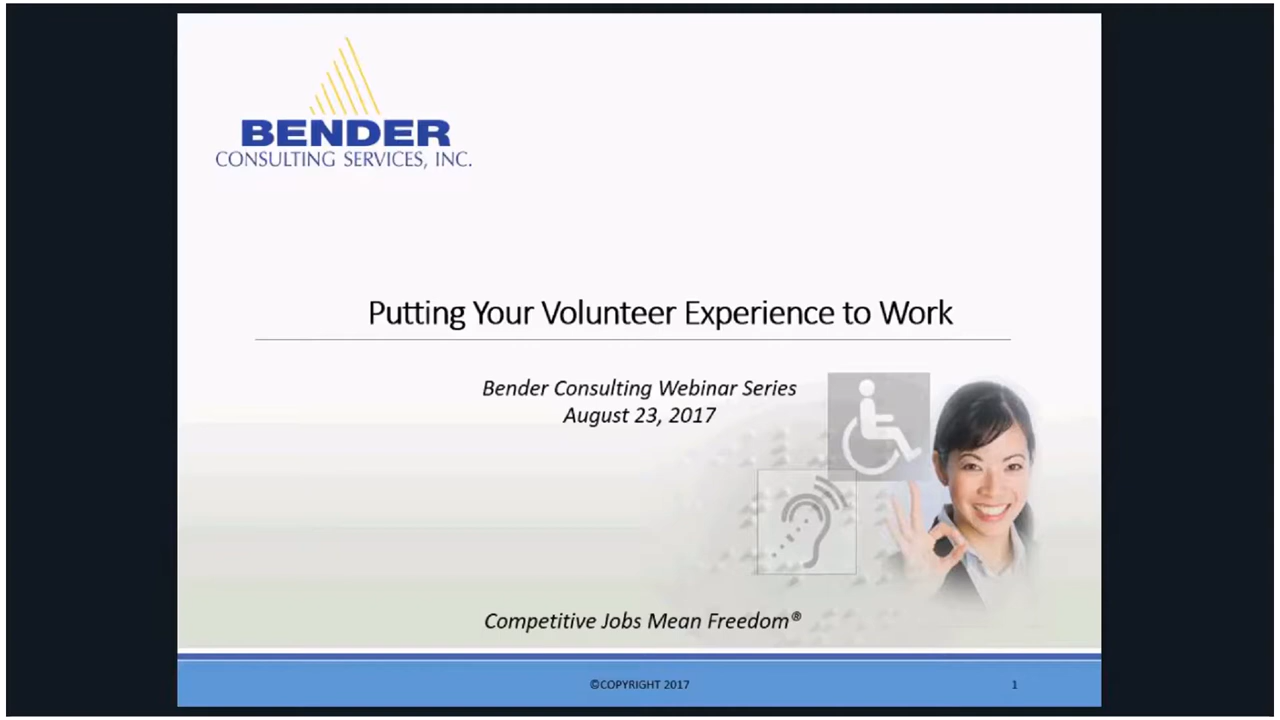 BENDER
CONSULTING SERVICES, INC.
Putting Your Volunteer Experience to Work
Bender Consulting Webinar Series
August 23, 2017
Competitive Jobs Mean Freedom®
©COPYRIGHT 2017
1